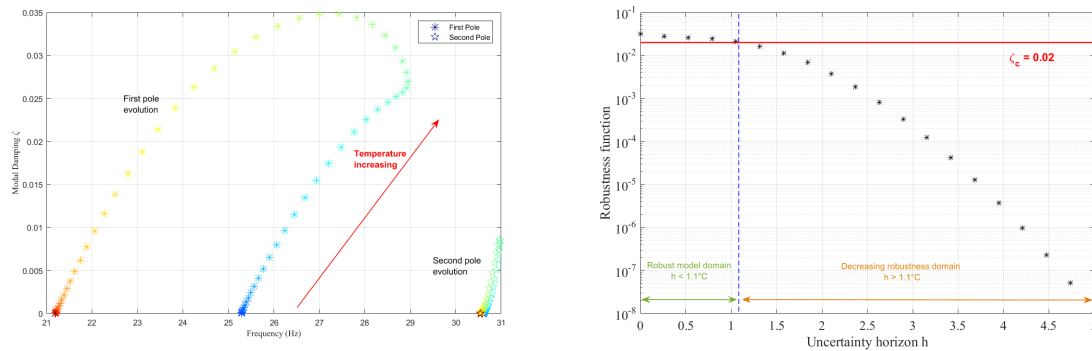 0.035
0.03
0.025
0.02
0.015
0.01
0.005
0
Modal Damping ζ
21 22 23 24 25 26 27 28 29 30 31
Frequency (Hz)
First Pole
Second Pole
First pole
evolution
Temperature
increasing
Second pole
evolution
10-1
10-2
10-3
10-4
10-5
10-6
10-7
10-8
Robustness function
0 0.5 1 1.5 2 2.5 3 3.5 4 4.5
Uncertainty horizon h
ζc = 0.02
Robust model domain
h < 1.1°C
Decreasing robustness domain
h > 1.1°C